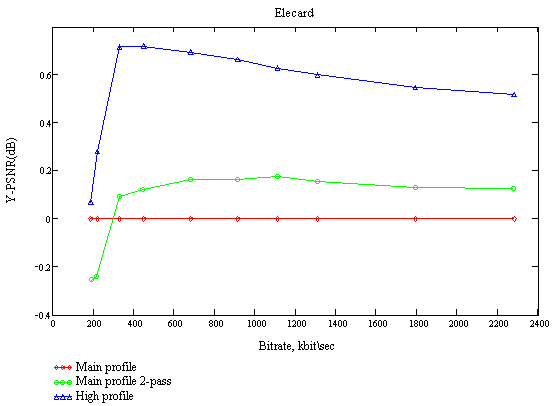 Elecard
Y-PSNR(dB)
0.6
0.4
0.2
0
-0.2
-0.4
0 200 400 600 800 1000 1200 1400 1600 1800 2000 2200 2400
Bitrate, kbit\sec
Main profile
Main profile 2-pass
High profile